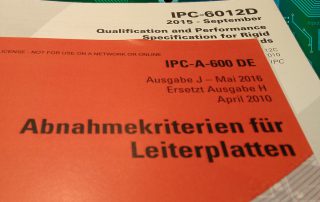 IPC-6012D
2015 - September
Qualification and Performance
Specification for Rigid
ds
LICENSE - NOT FOR USE ON A NETWORK OR ONLINE
IPC-A-600 DE
Ausgabe J – Mai 2016
Ersetzt Ausgabe H
April 2010
Abnahmekriterien für
Leiterplatten